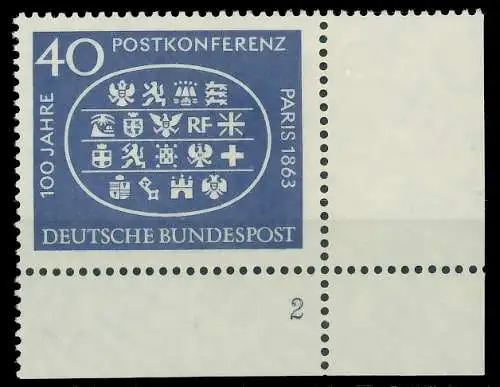 40 POSTKONFERENZ
100 JAHRE
PARIS 1863
RF
DEUTSCHE BUNDESPOST
2